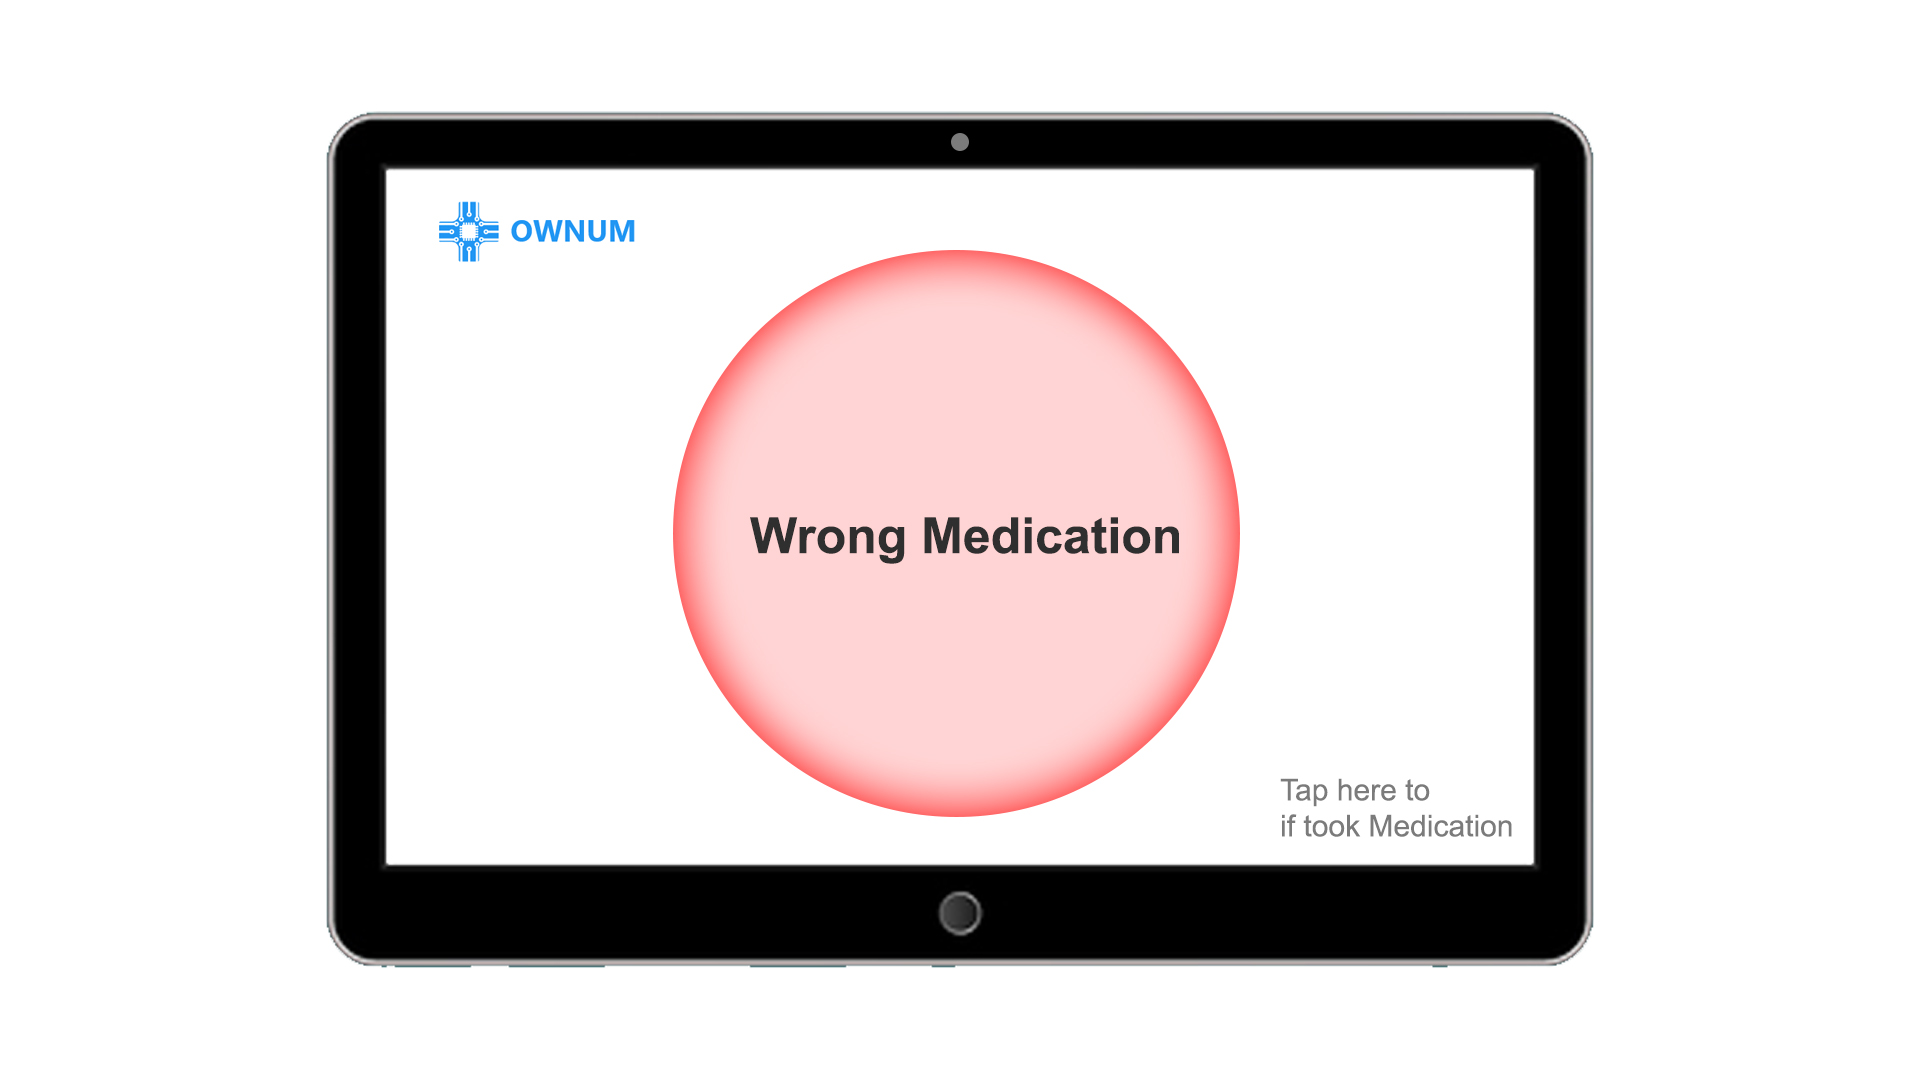 OWNUM
Wrong Medication
Tap here to
if took Medication